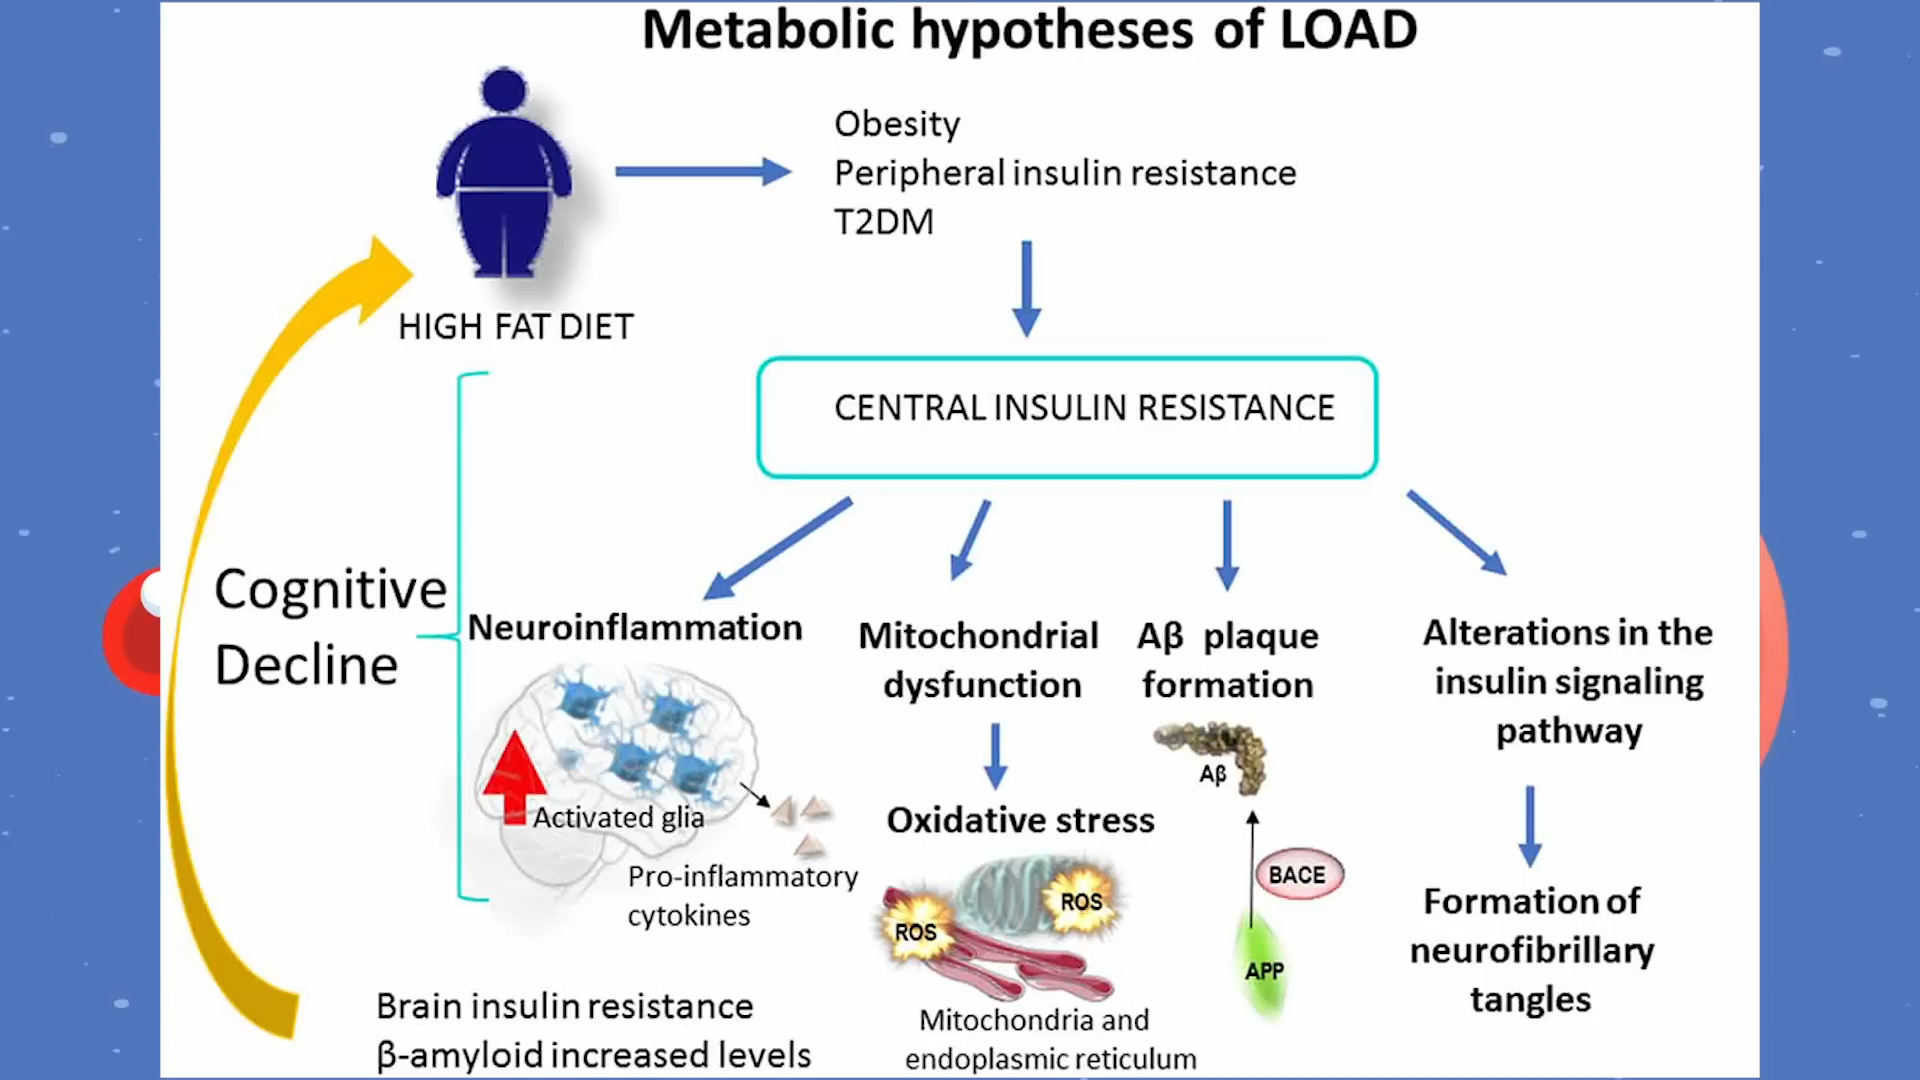 Metabolic hypotheses of LOAD
Obesity
Peripheral insulin resistance
T2DM
HIGH FAT DIET
CENTRAL INSULIN RESISTANCE
Cognitive
Decline
Neuroinflammation
Activated glia
Pro-inflammatory
cytokines
Mitochondrial
dysfunction
Oxidative stress
ROS
ROS
Mitochondria and
endoplasmic reticulum
Aβ plaque
formation
Aβ
BACE
APP
Alterations in the
insulin signaling
pathway
Formation of
neurofibrillary
tangles
Brain insulin resistance
β-amyloid increased levels